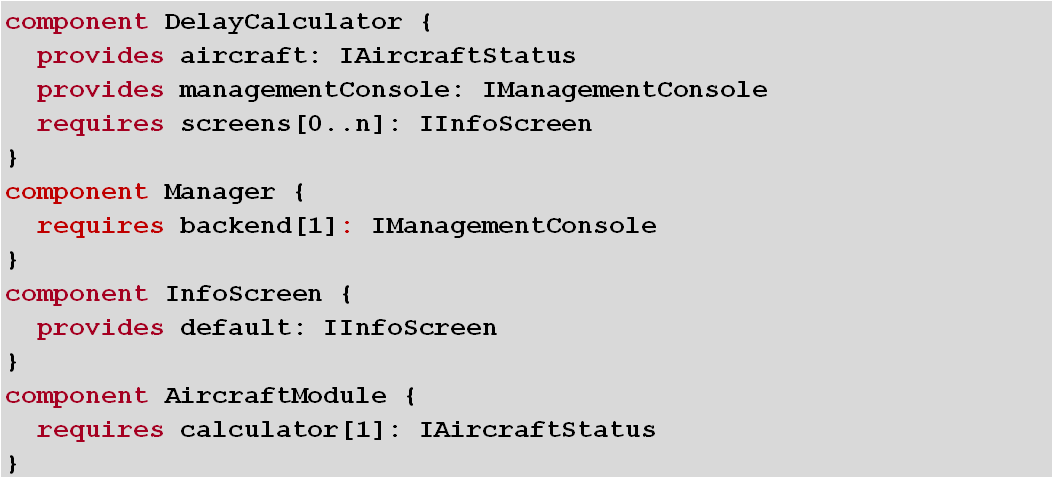 component DelayCalculator {
  provides aircraft: IAircraftStatus
  provides managementConsole: IManagementConsole
  requires screens[0..n]: IInfoScreen
}
component Manager {
  requires backend[1]: IManagementConsole
}
component InfoScreen {
  provides default: IInfoScreen
}
component AircraftModule {
  requires calculator[1]: IAircraftStatus
}